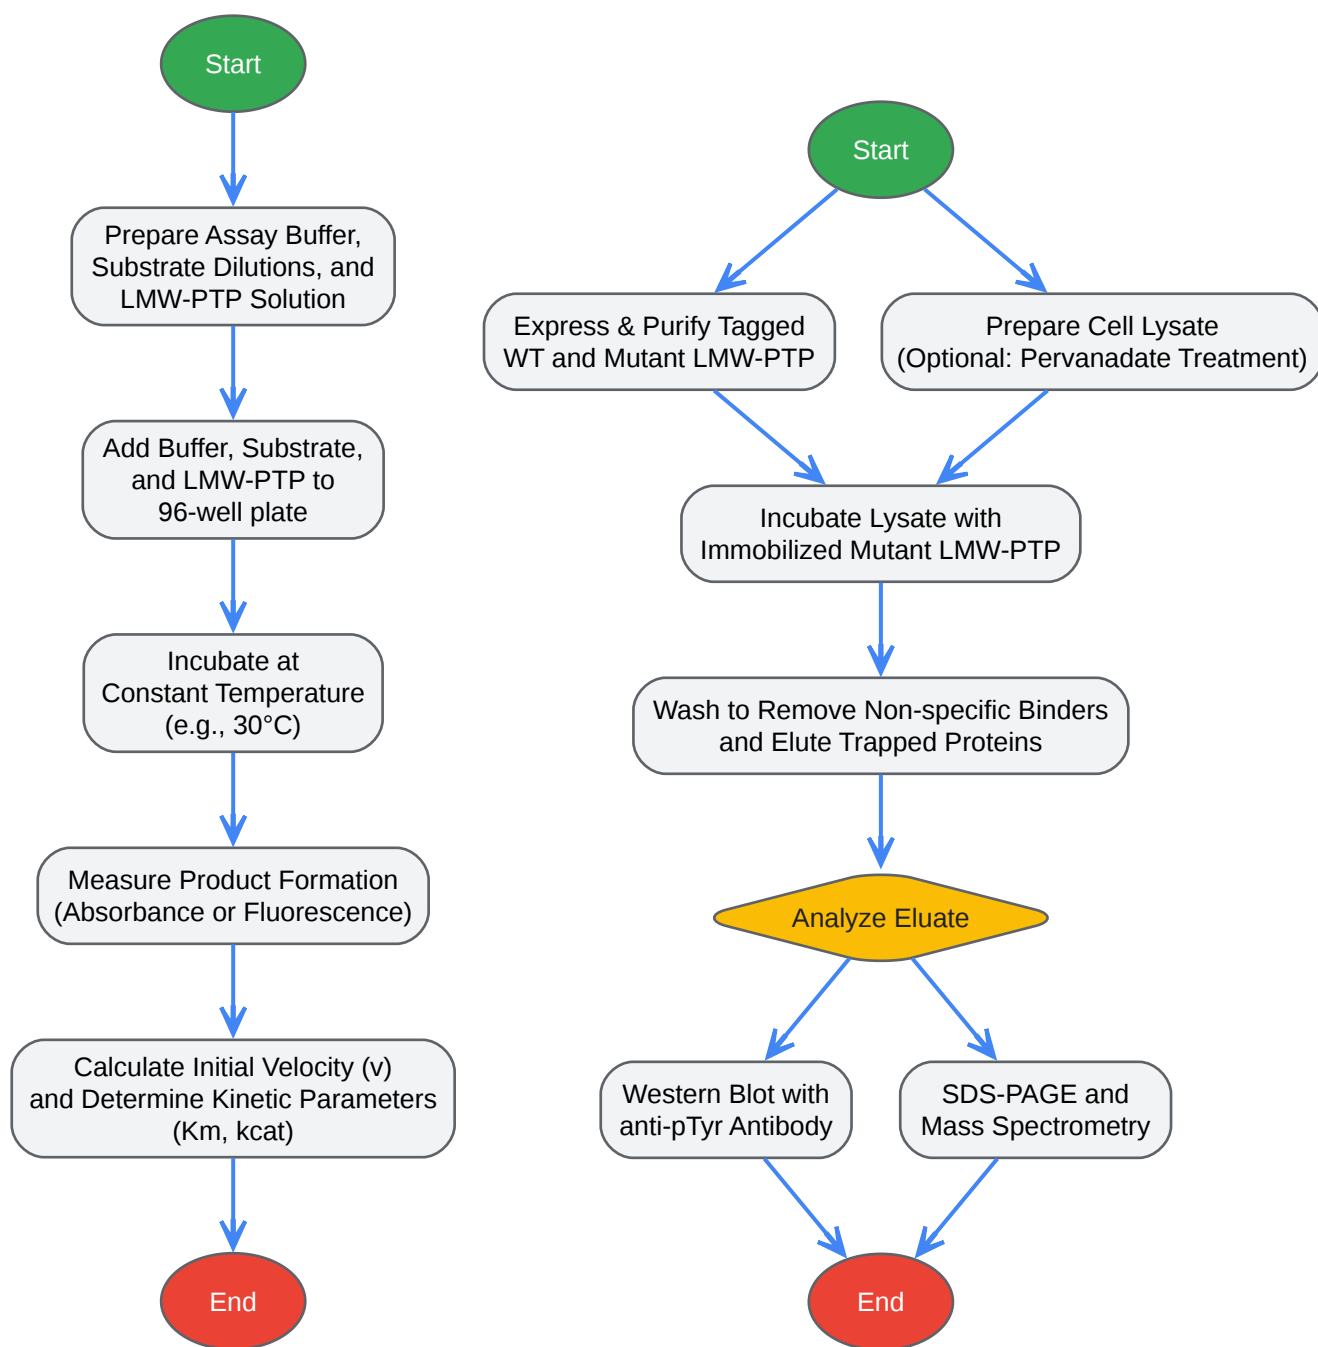 Start
Prepare Assay Buffer,
Substrate Dilutions, and
LMW-PTP Solution
Add Buffer, Substrate,
and LMW-PTP to
96-well plate
Incubate at
Constant Temperature
(e.g., 30°C)
Measure Product Formation
(Absorbance or Fluorescence)
Calculate Initial Velocity (v)
and Determine Kinetic Parameters
(Km, kcat)
End
Start
Express & Purify Tagged
WT and Mutant LMW-PTP
Prepare Cell Lysate
(Optional: Pervanadate Treatment)
Incubate Lysate with
Immobilized Mutant LMW-PTP
Wash to Remove Non-specific Binders
and Elute Trapped Proteins
Analyze Eluate
Western Blot with
anti-pTyr Antibody
SDS-PAGE and
Mass Spectrometry
End